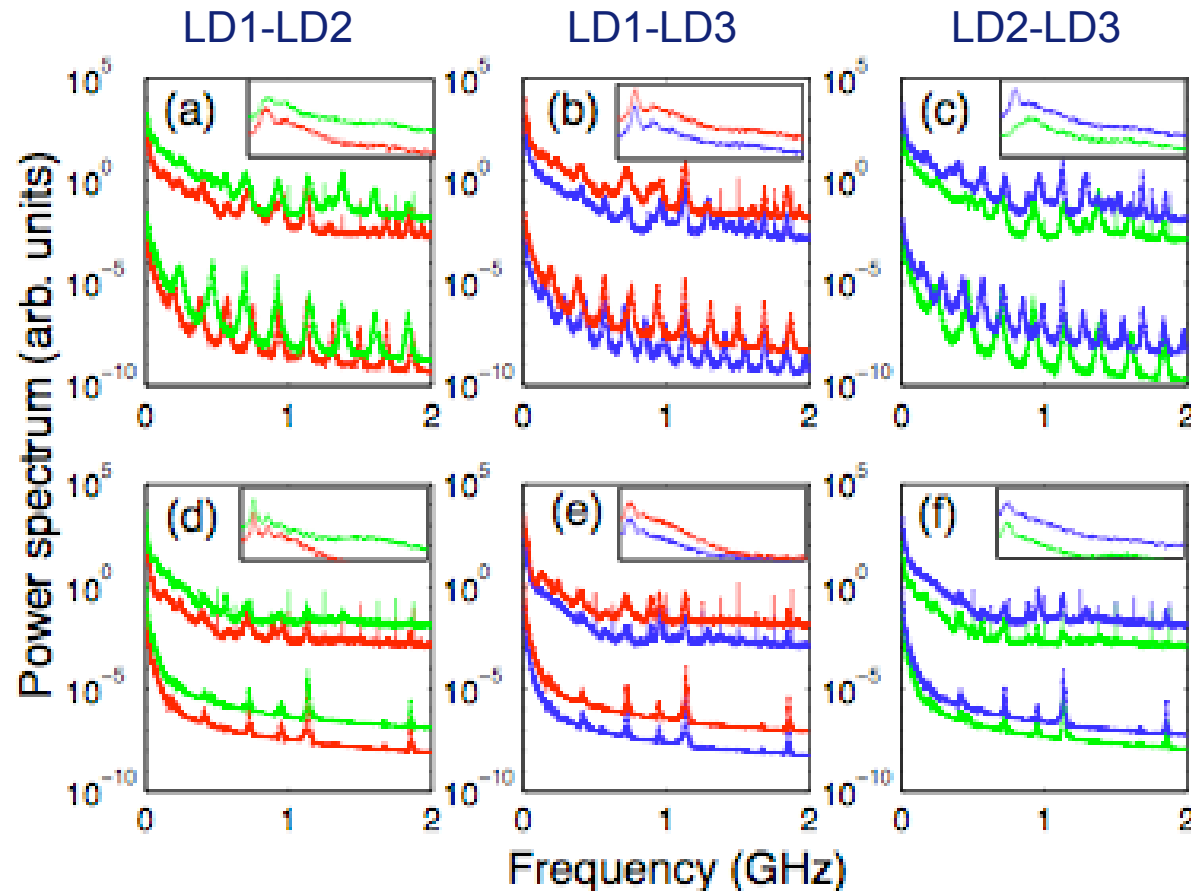 LD1-LD2 LD1-LD3 LD2-LD3
Power spectrum (arb. units)
(a) (b) (c)
10^5 10^5 10^5
10^0 10^0 10^0
10^-5 10^-5 10^-5
10^-10 10^-10 10^-10
0 1 2 0 1 2 0 1 2
(d) (e) (f)
10^5 10^5 10^5
10^0 10^0 10^0
10^-5 10^-5 10^-5
10^-10 10^-10 10^-10
0 1 2 0 1 2 0 1 2
Frequency (GHz)